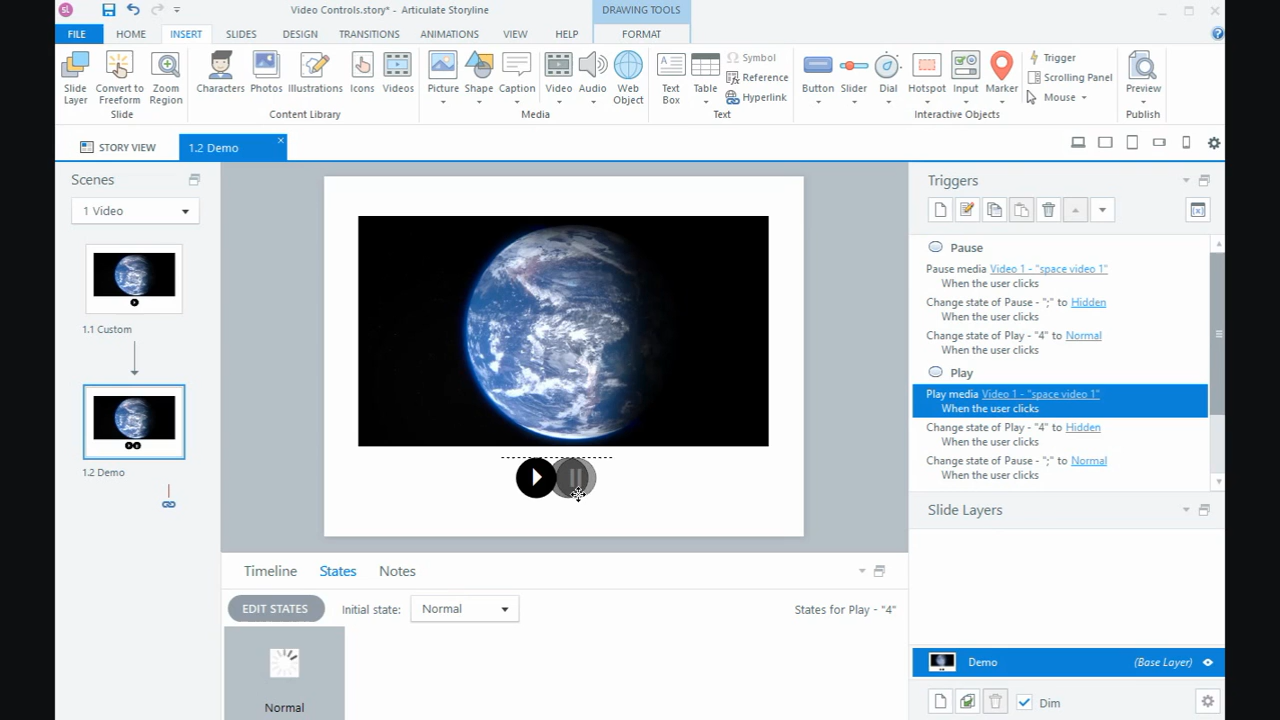 Video Controls.story* - Articulate Storyline
DRAWING TOOLS
FILE HOME INSERT SLIDES DESIGN TRANSITIONS ANIMATIONS VIEW HELP FORMAT
Slide Layer
Convert to Freeform
Zoom Region
Slide
Characters
Photos
Illustrations
Icons
Videos
Content Library
Picture
Shape
Caption
Video
Audio
Web Object
Media
Text Box
Table
Symbol
Reference
Hyperlink
Text
Button
Slider
Dial
Hotspot
Input
Marker
Trigger
Scrolling Panel
Mouse
Interactive Objects
Preview
Publish
STORY VIEW
1.2 Demo
Scenes
1 Video
1.1 Custom
1.2 Demo
Triggers
Pause
Pause media Video 1 - "space video 1"
When the user clicks
Change state of Pause - ";" to Hidden
When the user clicks
Change state of Play - "4" to Normal
When the user clicks
Play
Play media Video 1 - "space video 1"
When the user clicks
Change state of Play - "4" to Hidden
When the user clicks
Change state of Pause - ";" to Normal
When the user clicks
Slide Layers
Demo (Base Layer)
Dim
Timeline States Notes
EDIT STATES Initial state: Normal States for Play - "4"
Normal